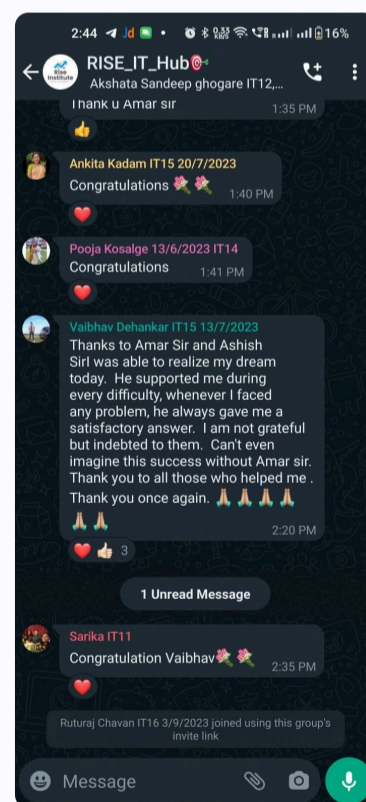 2:44
Jd
0.33
KB/S
16%
Rise
Institute
RISE_IT_Hub
Akshata Sandeep ghogare IT12,...
Thank u Amar sir
1:35 PM
Ankita Kadam IT15 20/7/2023
Congratulations
1:40 PM
Pooja Kosalge 13/6/2023 IT14
Congratulations
1:41 PM
Vaibhav Dehankar IT15 13/7/2023
Thanks to Amar Sir and Ashish
SirI was able to realize my dream
today. He supported me during
every difficulty, whenever I faced
any problem, he always gave me a
satisfactory answer. I am not grateful
but indebted to them. Can't even
imagine this success without Amar sir.
Thank you to all those who helped me .
Thank you once again. 🙏🏼 🙏🏼 🙏🏼 🙏🏼
🙏🏼 🙏🏼
2:20 PM
3
1 Unread Message
Sarika IT11
Congratulation Vaibhav
2:35 PM
Ruturaj Chavan IT16 3/9/2023 joined using this group's
invite link
Message